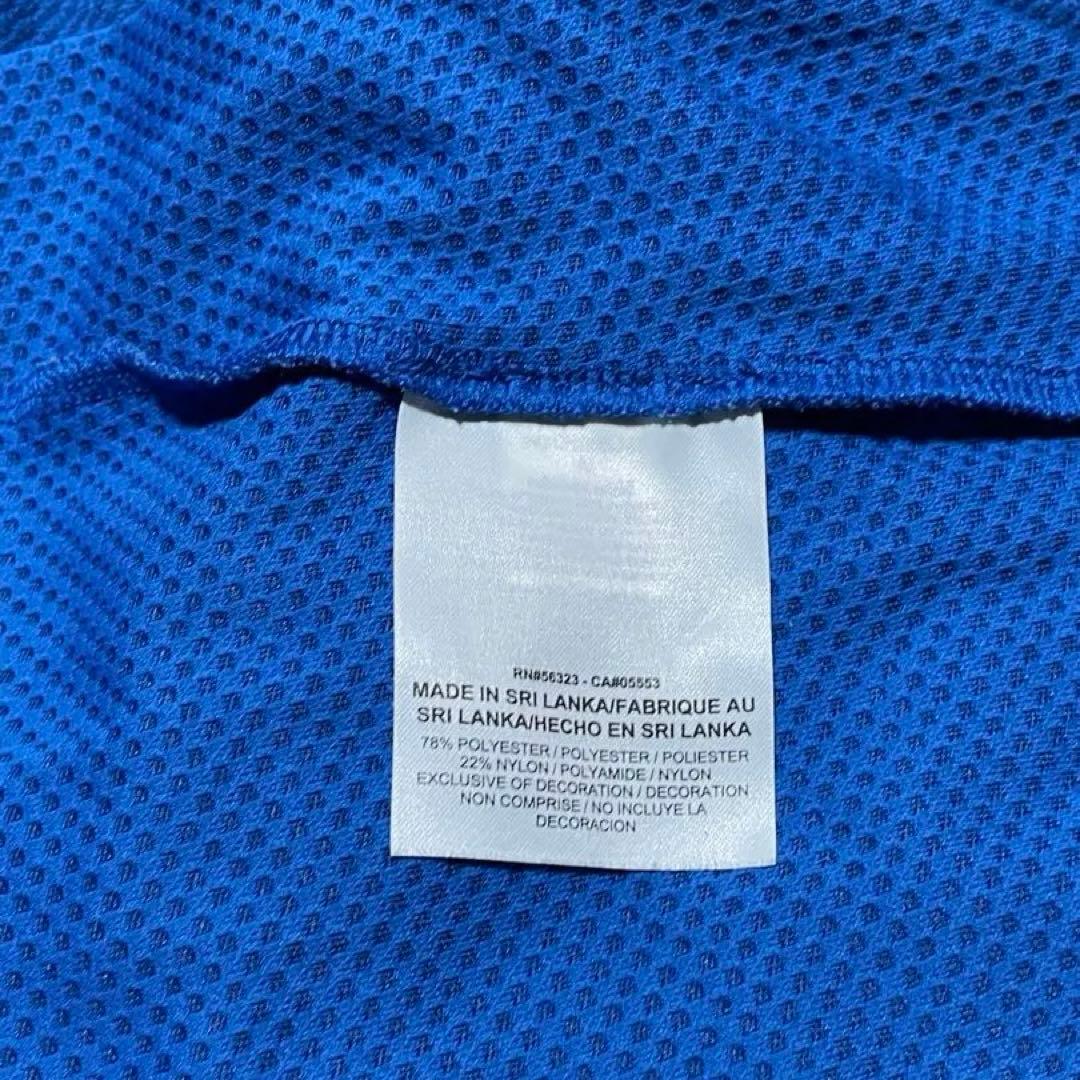 RN#56323 - CA#05553
MADE IN SRI LANKA/FABRIQUE AU
SRI LANKA/HECHO EN SRI LANKA
78% POLYESTER / POLYESTER / POLIESTER
22% NYLON / POLYAMIDE / NYLON
EXCLUSIVE OF DECORATION / DECORATION
NON COMPRISE / NO INCLUYE LA
DECORACION